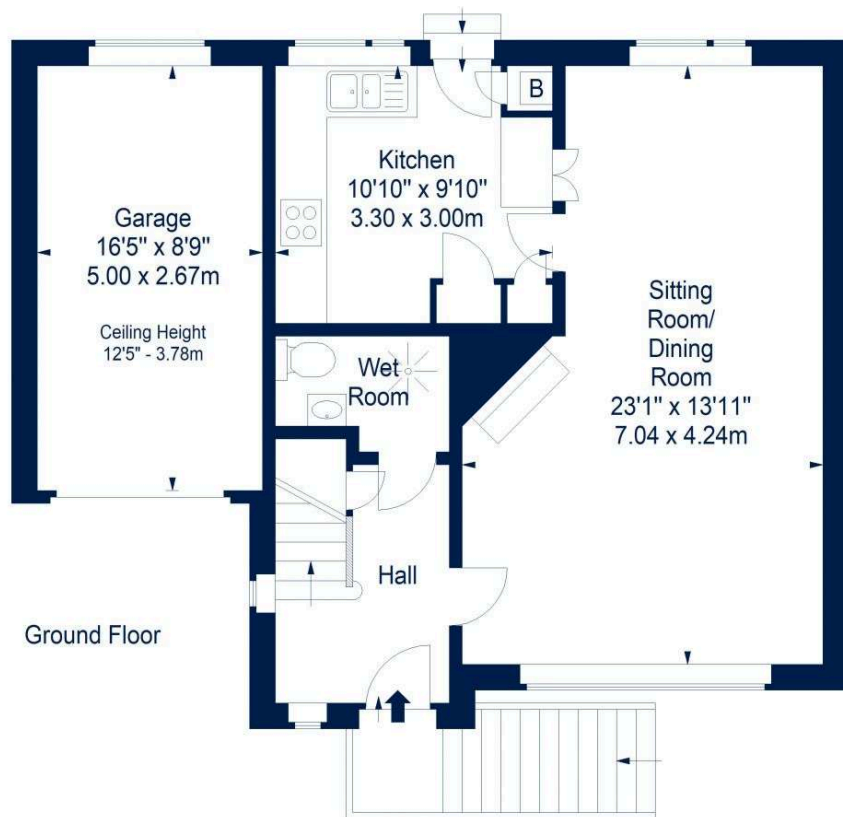 B
Kitchen
10'10" x 9'10"
3.30 x 3.00m
Garage
16'5" x 8'9"
5.00 x 2.67m
Ceiling Height
12'5" - 3.78m
Sitting
Room/
Dining
Room
23'1" x 13'11"
7.04 x 4.24m
Wet
Room
Hall
Ground Floor